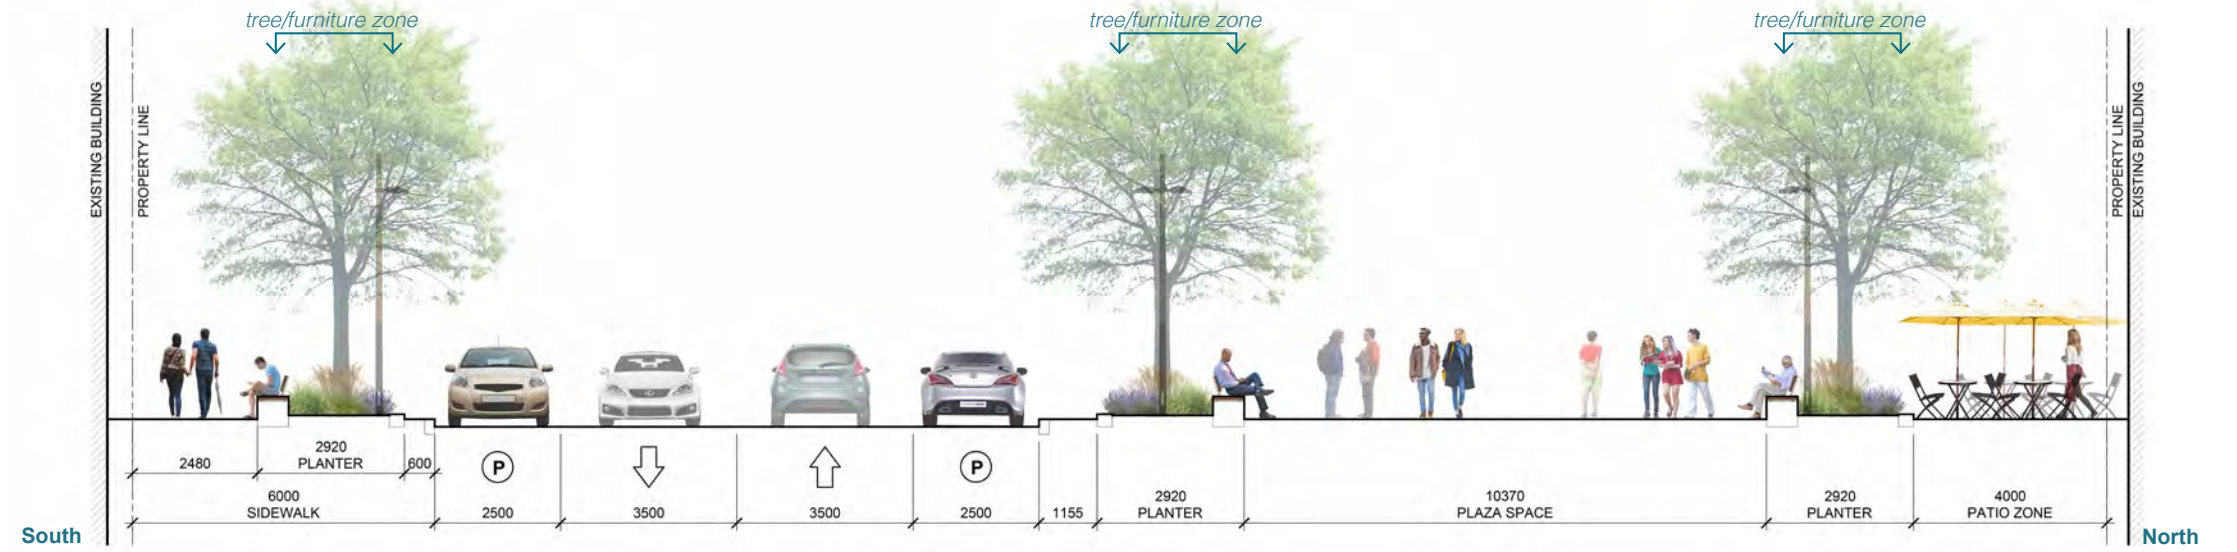 tree/furniture zone
tree/furniture zone
tree/furniture zone
EXISTING BUILDING
PROPERTY LINE
PROPERTY LINE
EXISTING BUILDING
2480
2920
PLANTER
600
P
P
6000
SIDEWALK
2500
3500
3500
2500
1155
2920
PLANTER
10370
PLAZA SPACE
2920
PLANTER
4000
PATIO ZONE
South
North